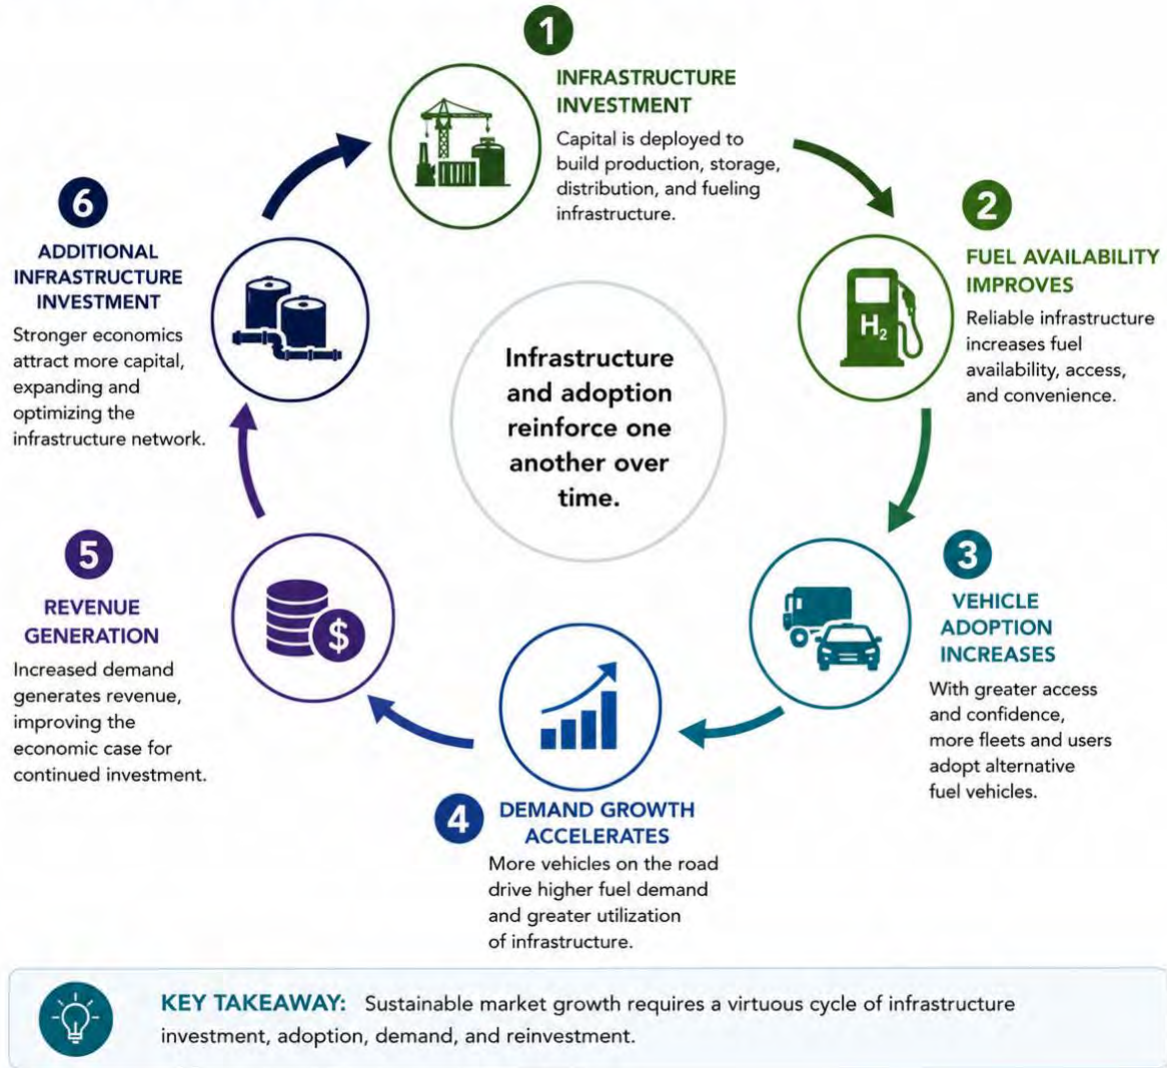 1
INFRASTRUCTURE
INVESTMENT
Capital is deployed to
build production, storage,
distribution, and fueling
infrastructure.
2
FUEL AVAILABILITY
IMPROVES
Reliable infrastructure
increases fuel
availability, access,
and convenience.
H2
3
VEHICLE
ADOPTION
INCREASES
With greater access
and confidence,
more fleets and users
adopt alternative
fuel vehicles.
4
DEMAND GROWTH
ACCELERATES
More vehicles on the road
drive higher fuel demand
and greater utilization
of infrastructure.
5
REVENUE
GENERATION
Increased demand
generates revenue,
improving the
economic case for
continued investment.
$
6
ADDITIONAL
INFRASTRUCTURE
INVESTMENT
Stronger economics
attract more capital,
expanding and
optimizing the
infrastructure network.
Infrastructure
and adoption
reinforce one
another over
time.
KEY TAKEAWAY: Sustainable market growth requires a virtuous cycle of infrastructure
investment, adoption, demand, and reinvestment.